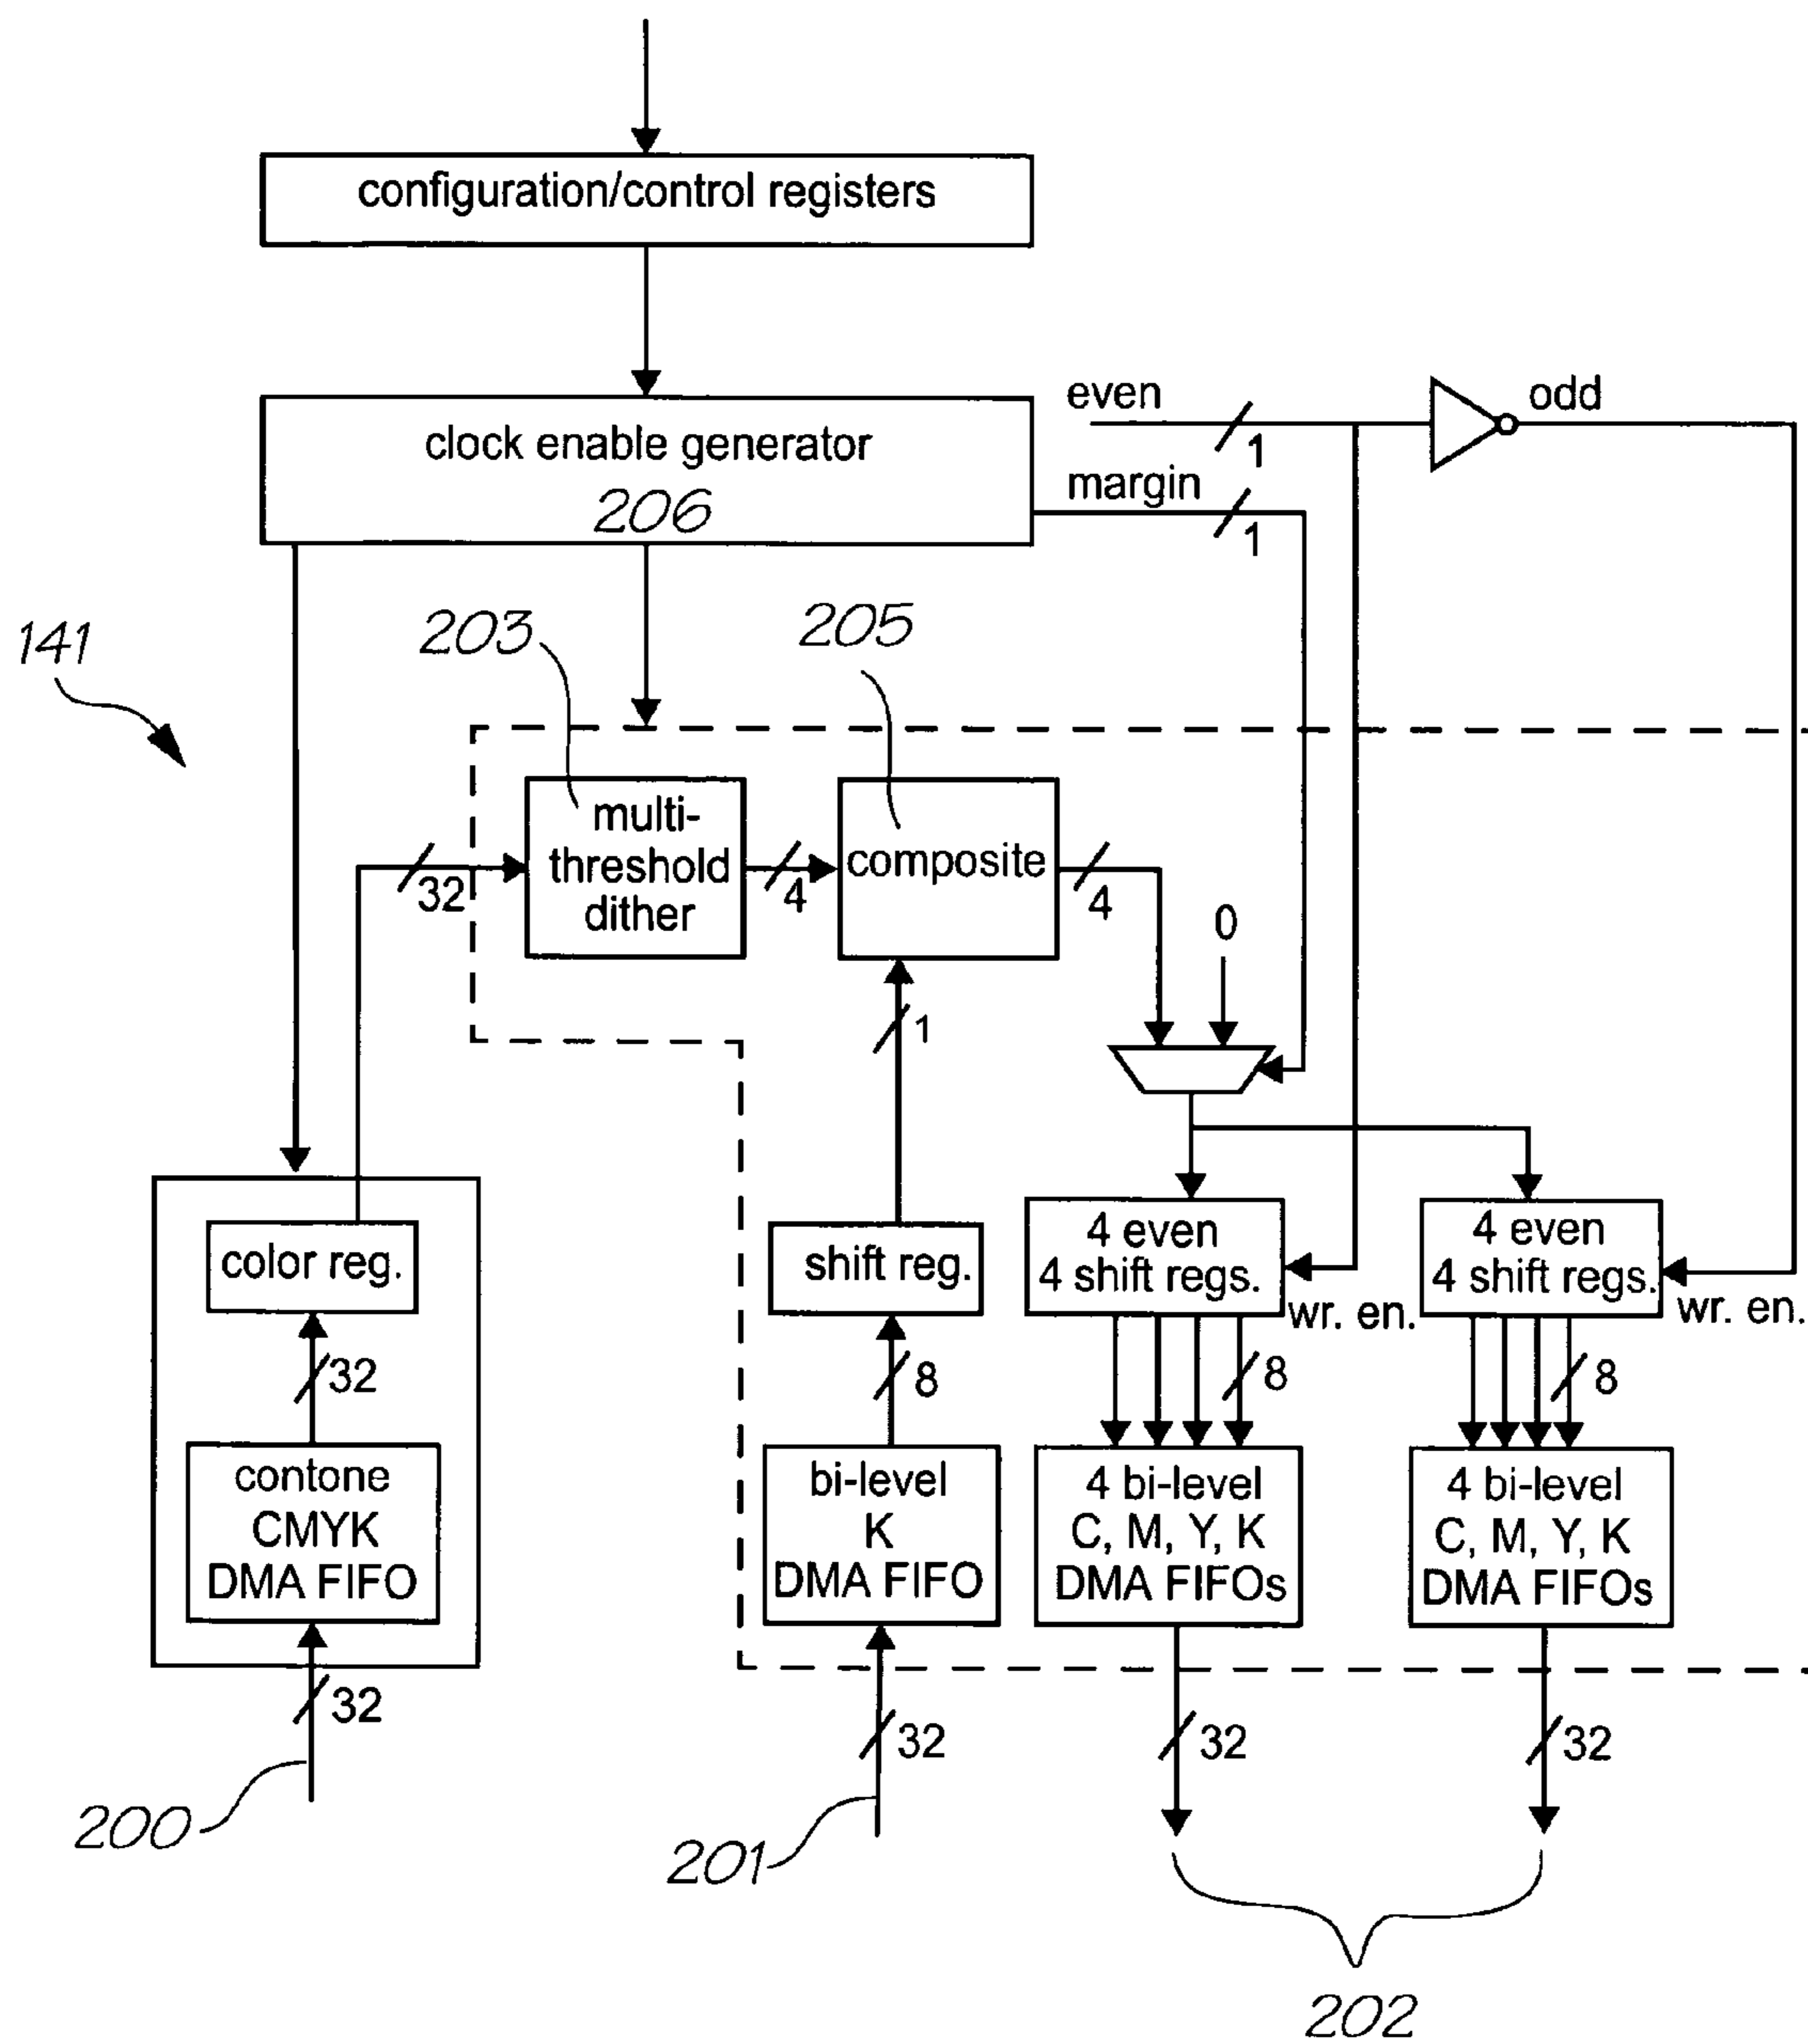 configuration/control registers
even
odd
clock enable generator
206
1
margin
1
141
203
205
multi-
threshold
dither
32
4
composite
4
0
1
color reg.
shift reg.
4 even
4 shift regs.
wr. en.
4 even
4 shift regs.
wr. en.
32
8
8
8
contone
CMYK
DMA FIFO
bi-level
K
DMA FIFO
4 bi-level
C, M, Y, K
DMA FIFOs
4 bi-level
C, M, Y, K
DMA FIFOs
32
32
32
32
200
201
202